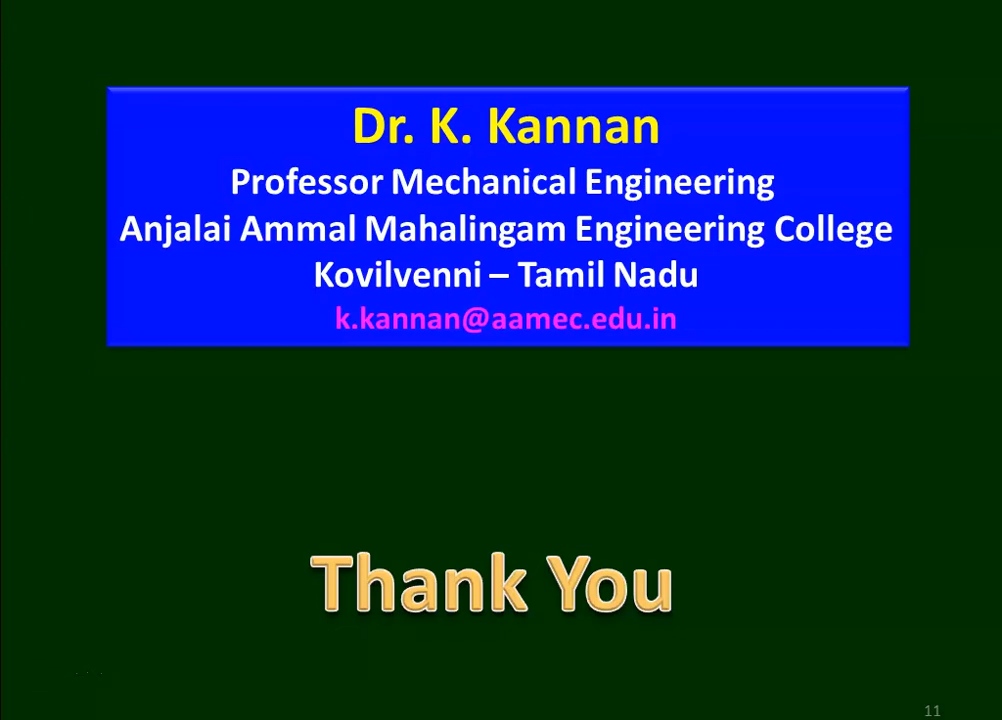 Dr. K. Kannan
Professor Mechanical Engineering
Anjalai Ammal Mahalingam Engineering College
Kovilvenni – Tamil Nadu
k.kannan@aamec.edu.in
Thank You
11